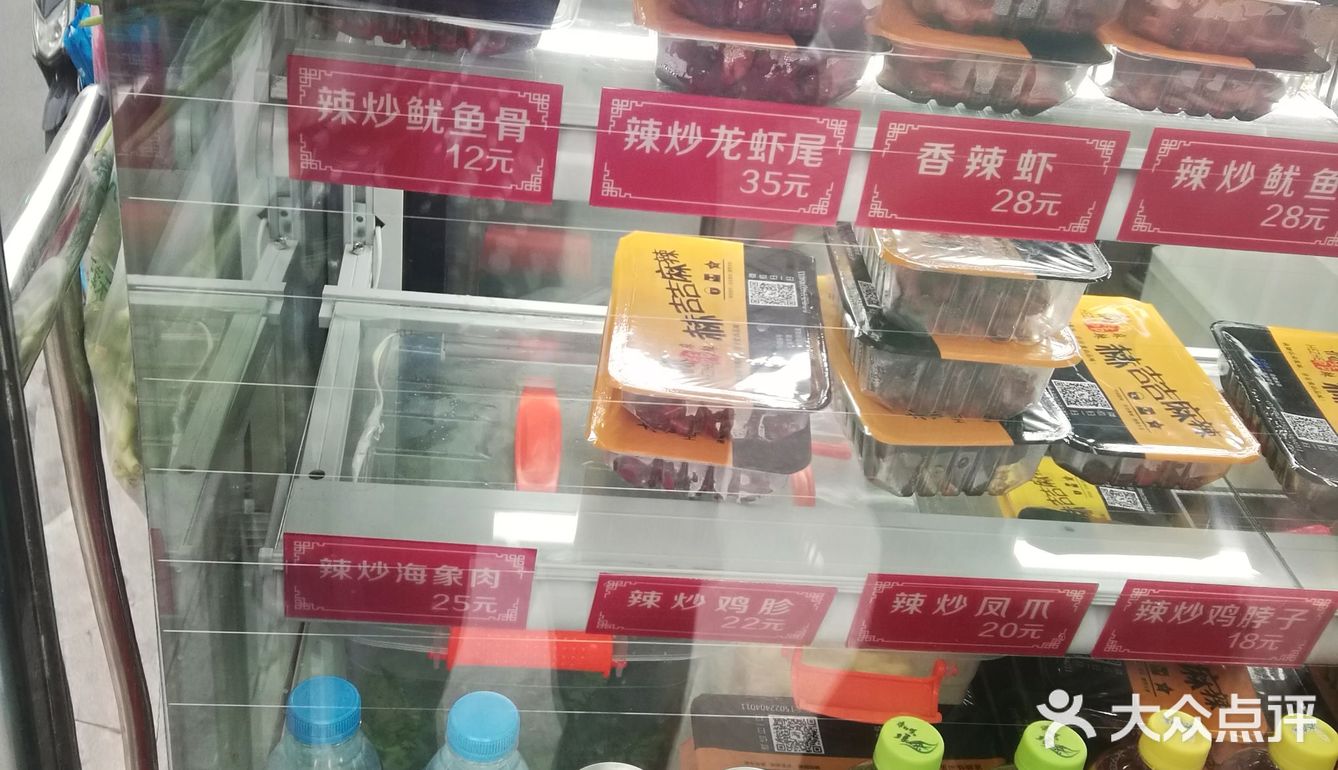 辣炒鱿鱼骨
12元
辣炒龙虾尾
35元
香辣虾
28元
辣炒鱿鱼
28元
辣炒海象肉
25元
辣炒鸡胗
22元
辣炒凤爪
20元
辣炒鸡脖子
18元
大众点评